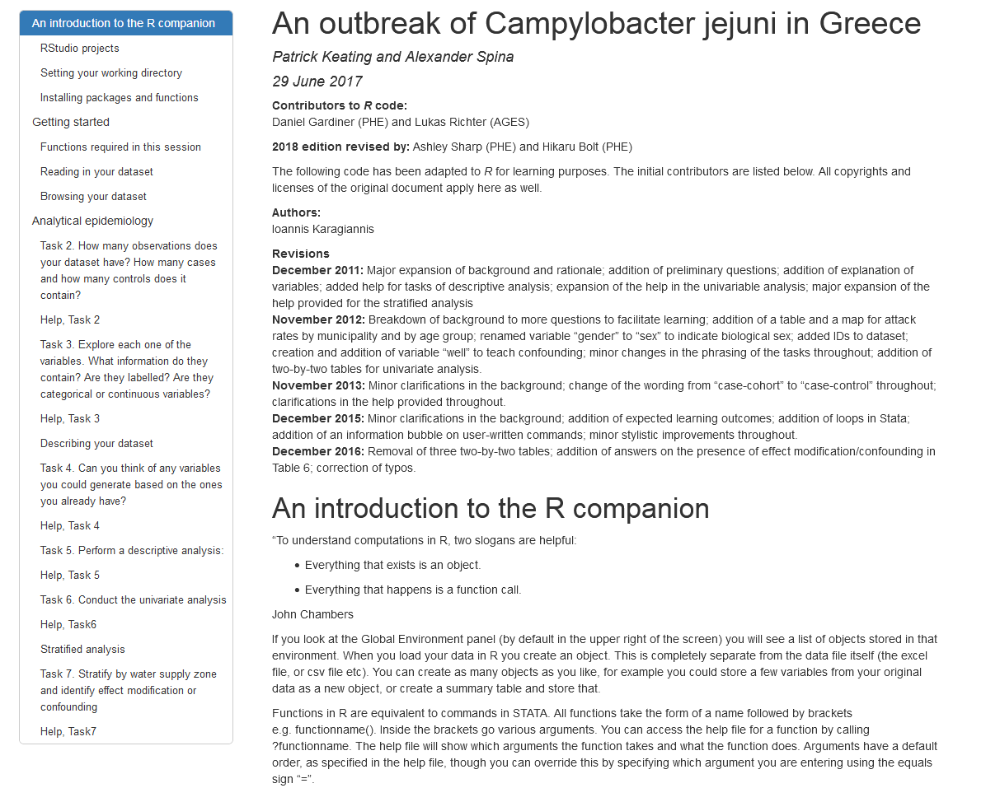 An introduction to the R companion
RStudio projects
Setting your working directory
Installing packages and functions
Getting started
Functions required in this session
Reading in your dataset
Browsing your dataset
Analytical epidemiology
Task 2. How many observations does
your dataset have? How many cases
and how many controls does it
contain?
Help, Task 2
Task 3. Explore each one of the
variables. What information do they
contain? Are they labelled? Are they
categorical or continuous variables?
Help, Task 3
Describing your dataset
Task 4. Can you think of any variables
you could generate based on the ones
you already have?
Help, Task 4
Task 5. Perform a descriptive analysis:
Help, Task 5
Task 6. Conduct the univariate analysis
Help, Task6
Stratified analysis
Task 7. Stratify by water supply zone
and identify effect modification or
confounding
Help, Task7
An outbreak of Campylobacter jejuni in Greece
Patrick Keating and Alexander Spina
29 June 2017
Contributors to R code:
Daniel Gardiner (PHE) and Lukas Richter (AGES)
2018 edition revised by: Ashley Sharp (PHE) and Hikaru Bolt (PHE)
The following code has been adapted to R for learning purposes. The initial contributors are listed below. All copyrights and
licenses of the original document apply here as well.
Authors:
Ioannis Karagiannis
Revisions
December 2011: Major expansion of background and rationale; addition of preliminary questions; addition of explanation of
variables; added help for tasks of descriptive analysis; expansion of the help in the univariable analysis; major expansion of the
help provided for the stratified analysis
November 2012: Breakdown of background to more questions to facilitate learning; addition of a table and a map for attack
rates by municipality and by age group; renamed variable “gender” to “sex” to indicate biological sex; added IDs to dataset;
creation and addition of variable “well” to teach confounding; minor changes in the phrasing of the tasks throughout; addition of
two-by-two tables for univariate analysis.
November 2013: Minor clarifications in the background; change of the wording from “case-cohort” to “case-control” throughout;
clarifications in the help provided throughout.
December 2015: Minor clarifications in the background; addition of expected learning outcomes; addition of loops in Stata;
addition of an information bubble on user-written commands; minor stylistic improvements throughout.
December 2016: Removal of three two-by-two tables; addition of answers on the presence of effect modification/confounding in
Table 6; correction of typos.
An introduction to the R companion
“To understand computations in R, two slogans are helpful:
• Everything that exists is an object.
• Everything that happens is a function call.
John Chambers
If you look at the Global Environment panel (by default in the upper right of the screen) you will see a list of objects stored in that
environment. When you load your data in R you create an object. This is completely separate from the data file itself (the excel
file, or csv file etc). You can create as many objects as you like, for example you could store a few variables from your original
data as a new object, or create a summary table and store that.
Functions in R are equivalent to commands in STATA. All functions take the form of a name followed by brackets
e.g. functionname(). Inside the brackets go various arguments. You can access the help file for a function by calling
?functionname. The help file will show which arguments the function takes and what the function does. Arguments have a default
order, as specified in the help file, though you can override this by specifying which argument you are entering using the equals
sign “=”.